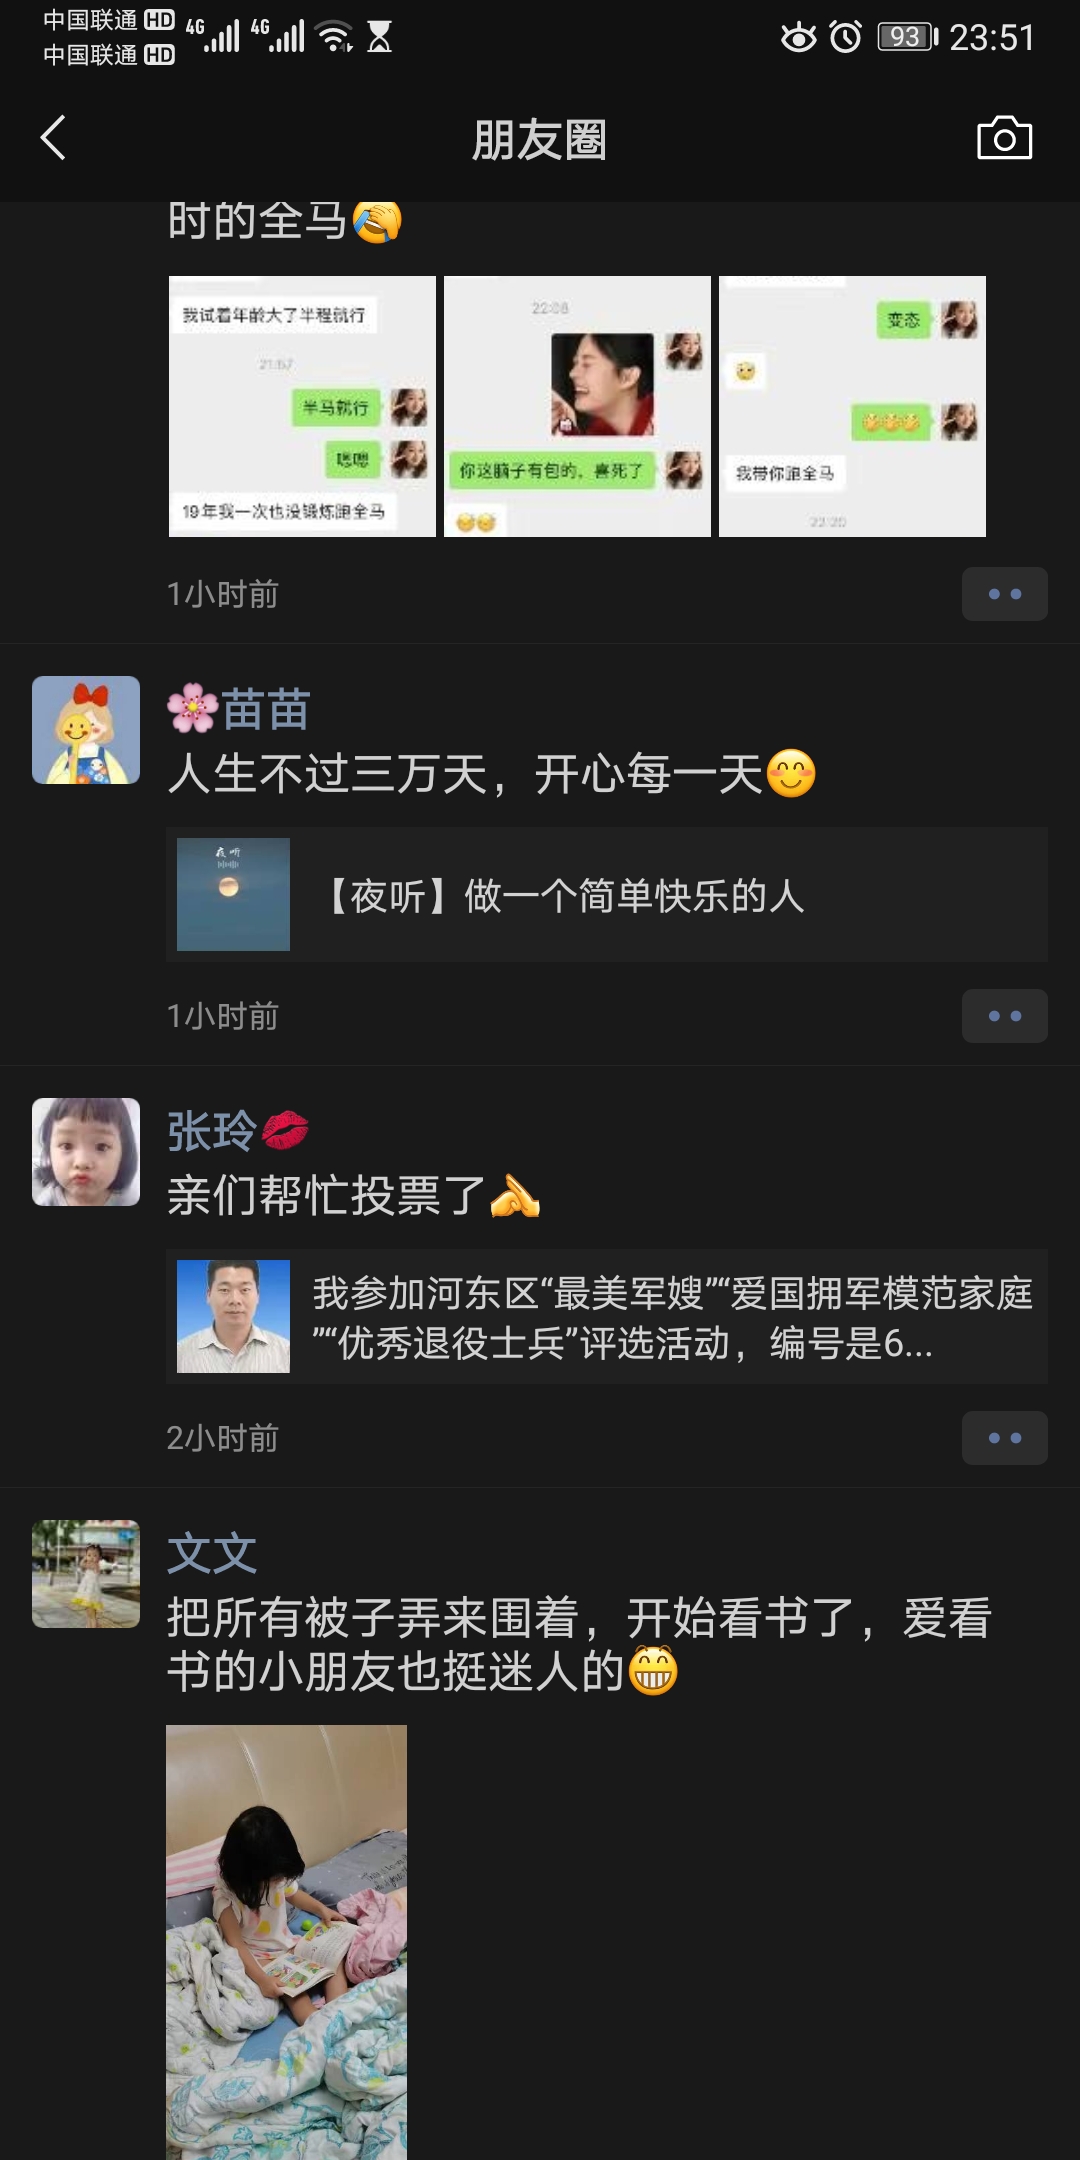 中国联通 HD 4G 4G 93 23:51
中国联通 HD
朋友圈
时的全马🤣
我试着年龄大了半程就行
21:57
半马就行
嗯嗯
19年我一次也没锻炼跑全马
22:08
你这脑子有包的，喜死了
变态
我带你跑全马
22:20
1小时前
🌸苗苗
人生不过三万天，开心每一天😊
夜听
【夜听】做一个简单快乐的人
1小时前
张玲💋
亲们帮忙投票了
我参加河东区“最美军嫂”“爱国拥军模范家庭
”“优秀退役士兵”评选活动，编号是6...
2小时前
文文
把所有被子弄来围着，开始看书了，爱看
书的小朋友也挺迷人的😁